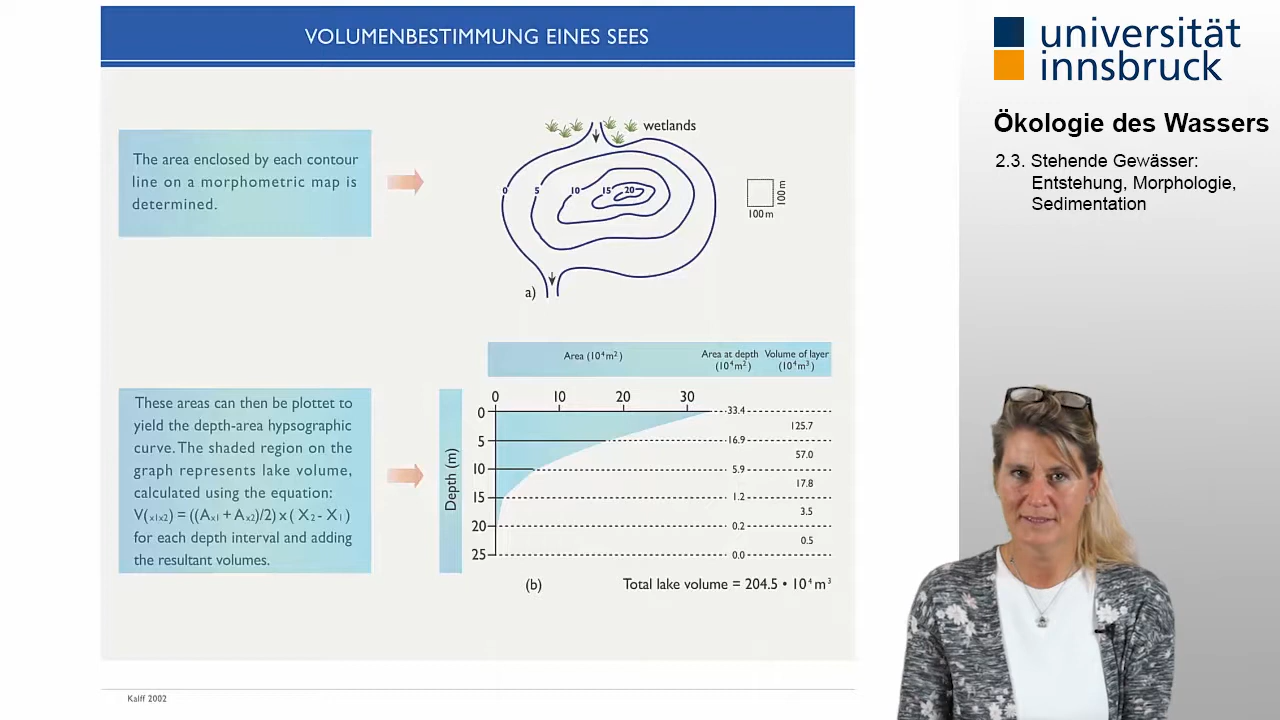 VOLUMENBESTIMMUNG EINES SEES
universität
innsbruck
Ökologie des Wassers
2.3. Stehende Gewässer:
Entstehung, Morphologie,
Sedimentation
The area enclosed by each contour
line on a morphometric map is
determined.
wetlands
0 5 10 15 20
100 m
100 m
a)
These areas can then be plottet to
yield the depth-area hypsographic
curve. The shaded region on the
graph represents lake volume,
calculated using the equation:
V(x1x2) = ((Ax1 + Ax2)/2) x ( X2 - X1 )
for each depth interval and adding
the resultant volumes.
Area (10⁴m²)
Area at depth
(10⁴m²)
Volume of layer
(10⁴m³)
0 10 20 30
Depth (m)
0 33.4
125.7
5 16.9
57.0
10 5.9
17.8
15 1.2
3.5
20 0.2
0.5
25 0.0
(b)
Total lake volume = 204.5 • 10⁴m³
Kalff 2002